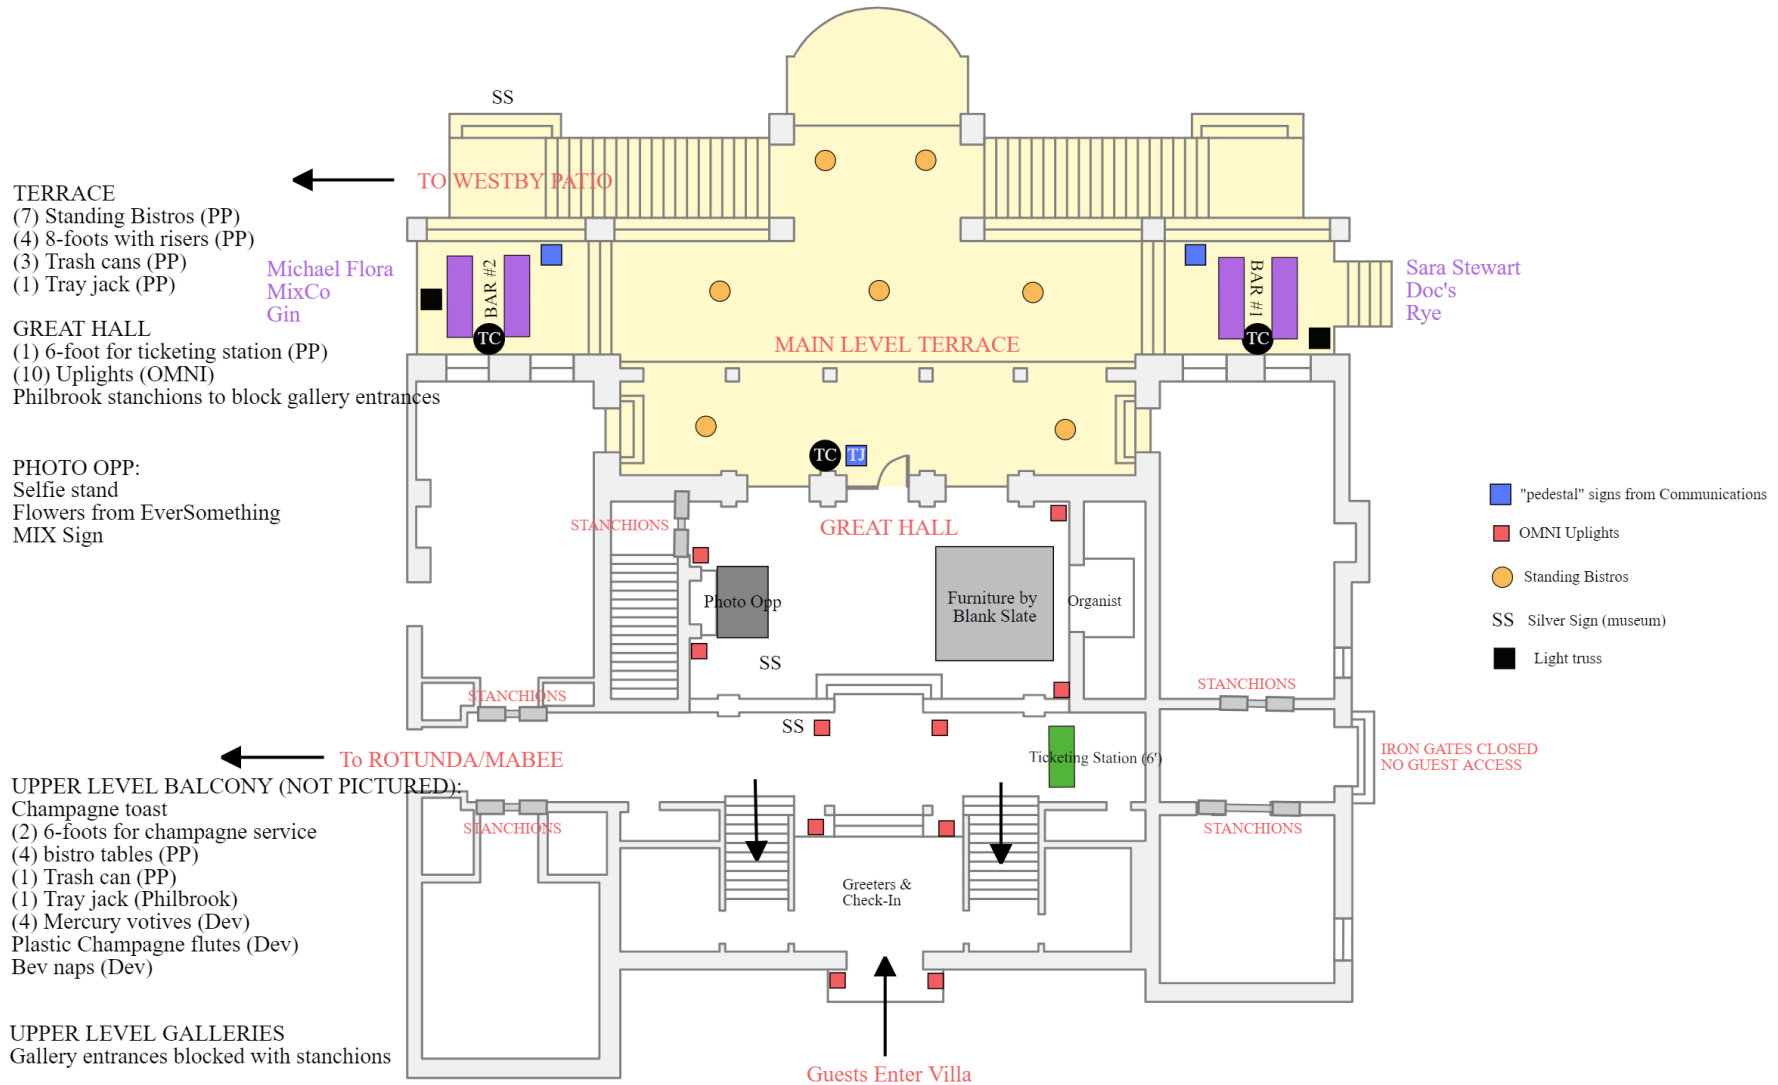 SS
TO WESTBY PATIO
TERRACE
(7) Standing Bistros (PP)
(4) 8-foots with risers (PP)
(3) Trash cans (PP)
(1) Tray jack (PP)
Michael Flora
MixCo
Gin
BAR #2
TC
BAR #1
TC
Sara Stewart
Doc's
Rye
MAIN LEVEL TERRACE
GREAT HALL
(1) 6-foot for ticketing station (PP)
(10) Uplights (OMNI)
Philbrook stanchions to block gallery entrances
TC
TJ
PHOTO OPP:
Selfie stand
Flowers from EverSomething
MIX Sign
STANCHIONS
GREAT HALL
Photo Opp
Furniture by
Blank Slate
Organist
SS
"pedestal" signs from Communications
OMNI Uplights
Standing Bistros
SS Silver Sign (museum)
Light truss
STANCHIONS
STANCHIONS
SS
To ROTUNDA/MABEE
Ticketing Station (6')
IRON GATES CLOSED
NO GUEST ACCESS
UPPER LEVEL BALCONY (NOT PICTURED):
Champagne toast
(2) 6-foots for champagne service
(4) bistro tables (PP)
(1) Trash can (PP)
(1) Tray jack (Philbrook)
(4) Mercury votives (Dev)
Plastic Champagne flutes (Dev)
Bev naps (Dev)
STANCHIONS
STANCHIONS
Greeters &
Check-In
UPPER LEVEL GALLERIES
Gallery entrances blocked with stanchions
Guests Enter Villa